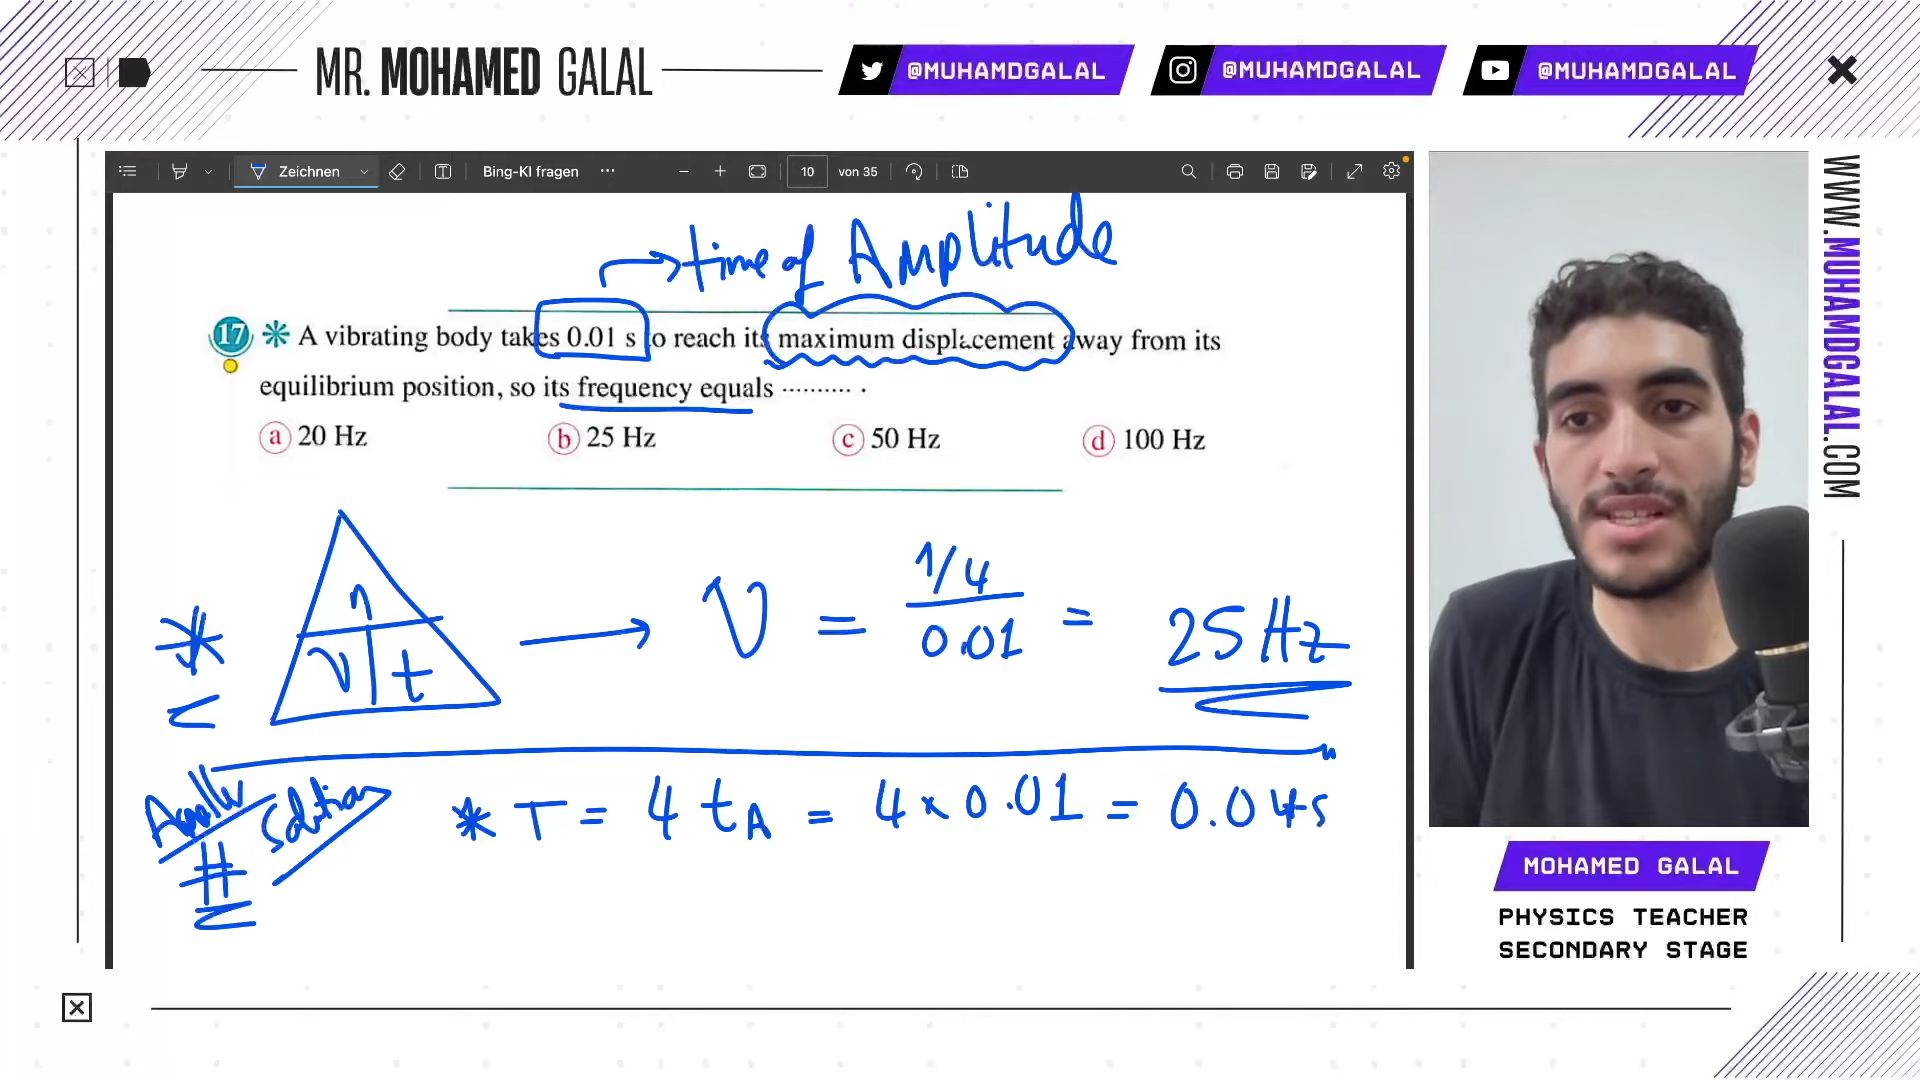 MR. MOHAMED GALAL
@MUHAMDGALAL
@MUHAMDGALAL
@MUHAMDGALAL
Zeichnen
Bing-KI fragen
10 von 35
WWW.MUHAMDGALAL.COM
→ time of Amplitude
17 * A vibrating body takes 0.01 s to reach its maximum displacement away from its
equilibrium position, so its frequency equals .......... .
a 20 Hz b 25 Hz c 50 Hz d 100 Hz
n
ν t
ν = 1/4 / 0.01 = 25 Hz
Solution
* T = 4 tA = 4 × 0.01 = 0.04 s
#
MOHAMED GALAL
PHYSICS TEACHER
SECONDARY STAGE